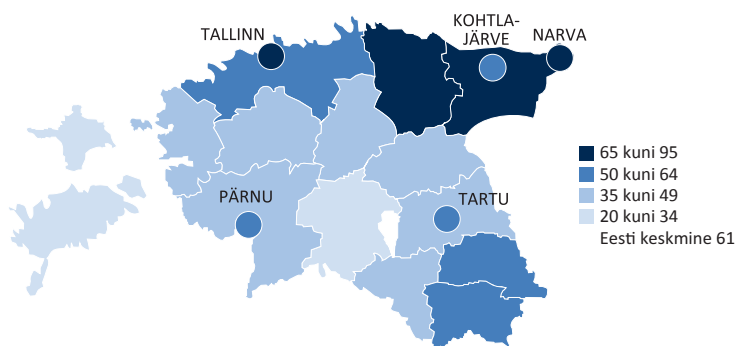 TALLINN
KOHTLA-
JÄRVE
NARVA
PÄRNU
TARTU
65 kuni 95
50 kuni 64
35 kuni 49
20 kuni 34
Eesti keskmine 61